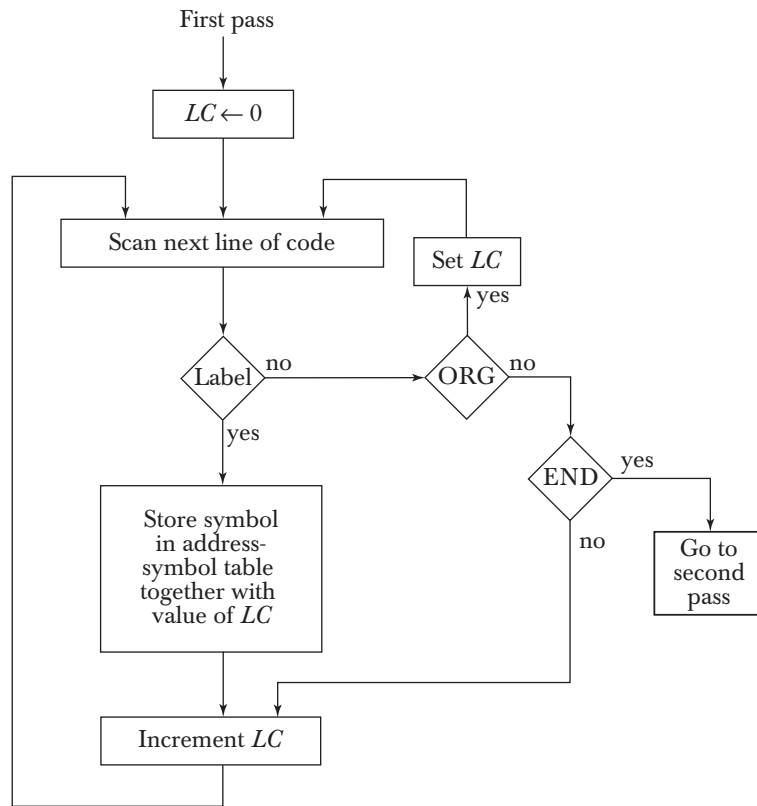 First pass
LC ← 0
Scan next line of code
Set LC
yes
Label
no
ORG
no
yes
END
yes
Store symbol
in address-
symbol table
together with
value of LC
no
Go to
second
pass
Increment LC